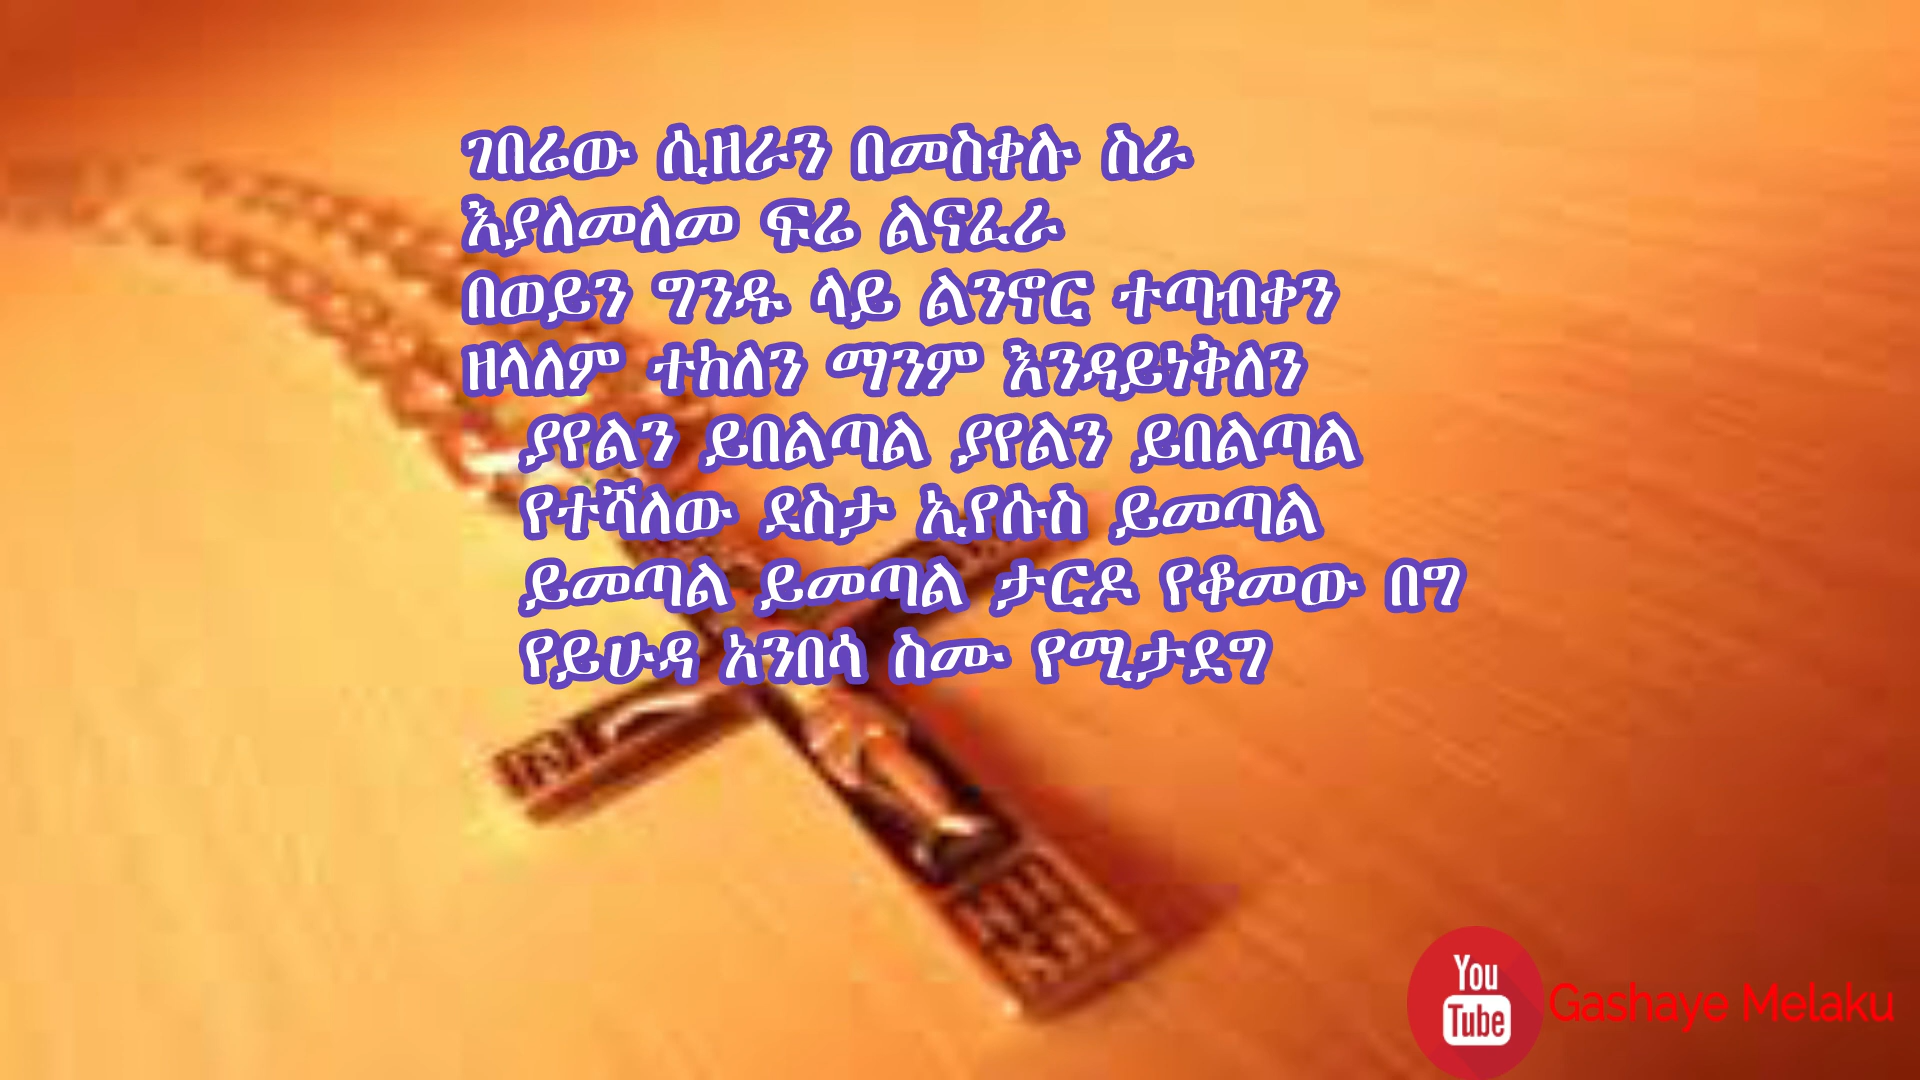 ገበሬው ሲዘራን በመስቀሉ ስራ
እያለመለመ ፍሬ ልናፈራ
በወይን ግንዱ ላይ ልንኖር ተጣብቀን
ዘላለም ተከለን ማንም እንዳይነቅለን
ያየልን ይበልጣል ያየልን ይበልጣል
የተሻለው ደስታ ኢየሱስ ይመጣል
ይመጣል ይመጣል ታርዶ የቆመው በግ
የይሁዳ አንበሳ ስሙ የሚታደግ
You
Tube
Gashaye Melaku